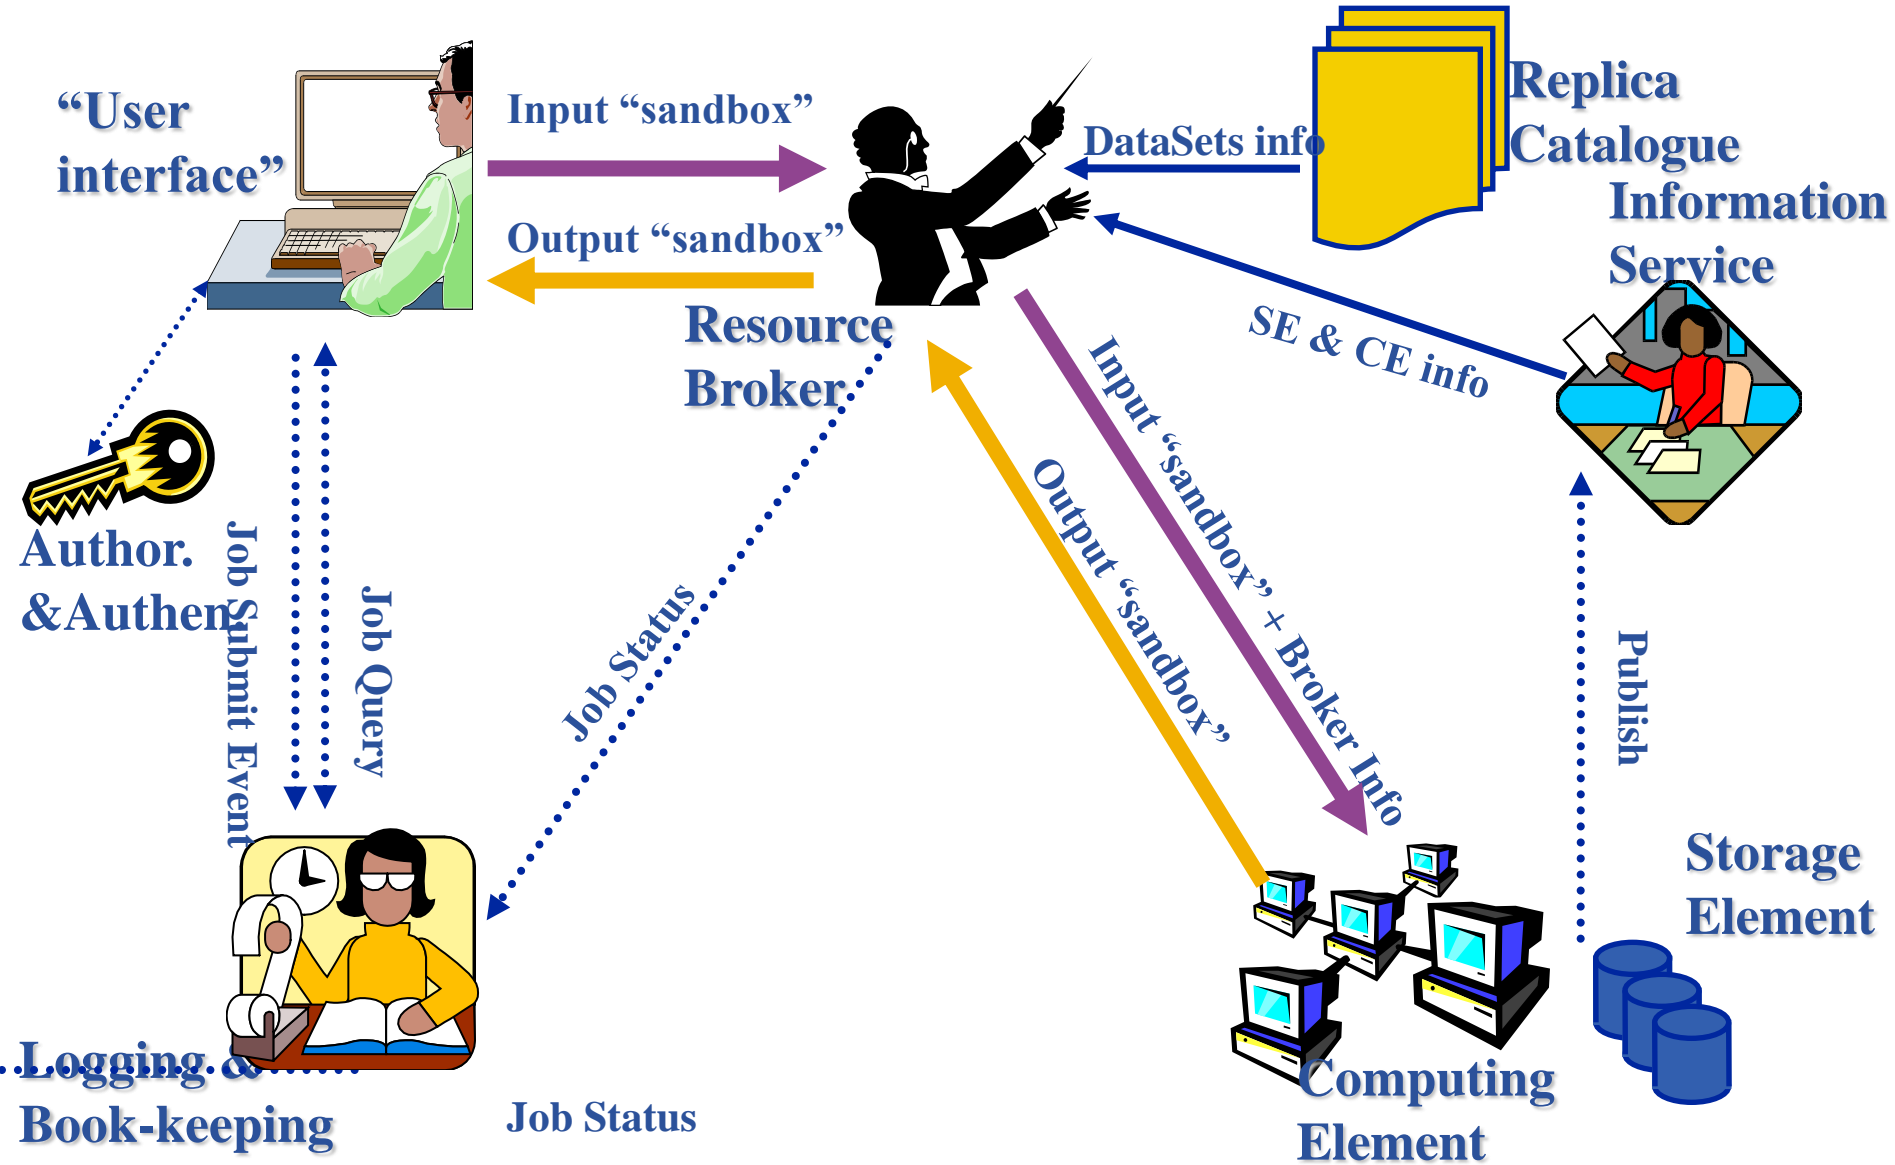 “User
interface”
Input “sandbox”
Output “sandbox”
DataSets info
Replica
Catalogue
Information
Service
SE & CE info
Resource
Broker
Author.
&Authen.
Job Submit Event
Job Query
Job Status
Output “sandbox”
Input “sandbox” + Broker Info
Publish
Storage
Element
Logging &
Book-keeping
Job Status
Computing
Element